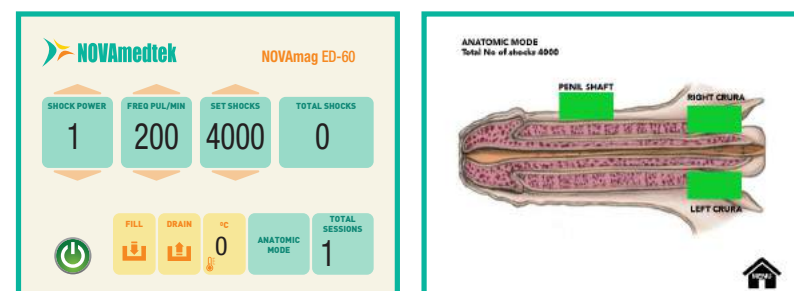 NOVAmedtek
NOVAmag ED-60
SHOCK POWER
1
FREQ PUL/MIN
200
SET SHOCKS
4000
TOTAL SHOCKS
0
FILL
DRAIN
°C
0
ANATOMIC
MODE
TOTAL
SESSIONS
1
ANATOMIC MODE
Total No of shocks 4000
PENIL SHAFT
RIGHT CRURA
LEFT CRURA
MENU